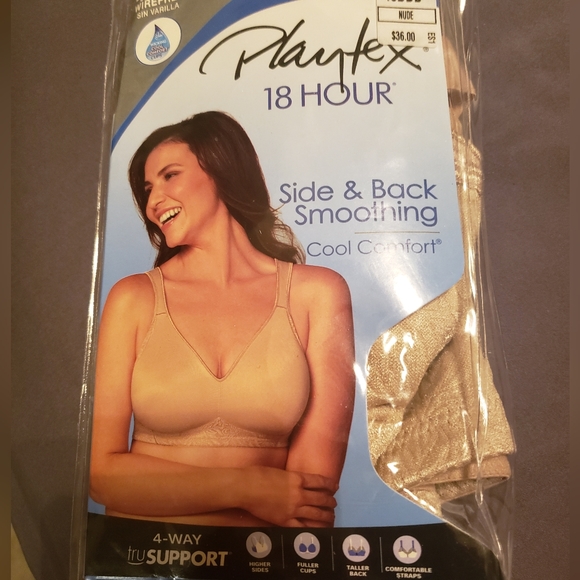 WIREFREE
SIN VARILLA
NUDE
$36.00
Playtex®
18 HOUR®
Side & Back
Smoothing
Cool Comfort®
4-WAY
truSUPPORT
HIGHER
SIDES
FULLER
CUPS
TALLER
BACK
COMFORTABLE
STRAPS